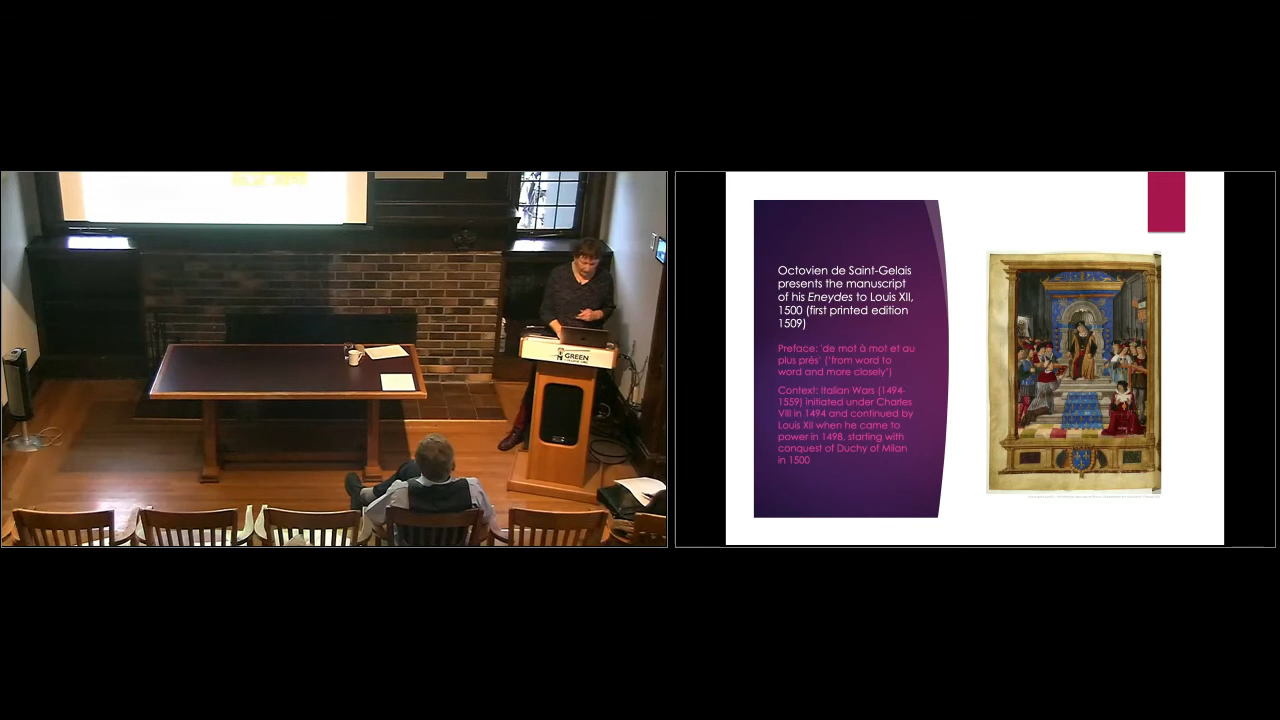 GREEN
Octovien de Saint-Gelais
presents the manuscript
of his Eneydes to Louis XII,
1500 (first printed edition
1509)
Preface: 'de mot à mot et au
plus près' ('from word to
word and more closely')
Context: Italian Wars (1494-
1559) initiated under Charles
VIII in 1494 and continued by
Louis XII when he came to
power in 1498, starting with
conquest of Duchy of Milan
in 1500